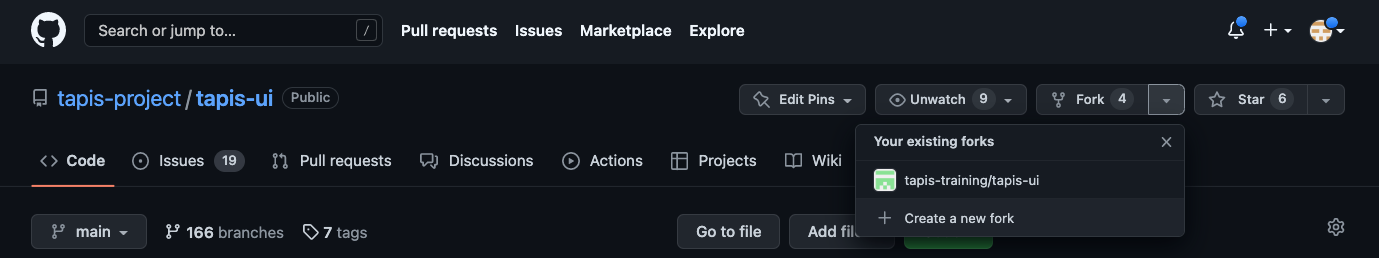 Search or jump to... / Pull requests Issues Marketplace Explore
tapis-project / tapis-ui Public Edit Pins Unwatch 9 Fork 4 Star 6
Your existing forks
Code Issues 19 Pull requests Discussions Actions Projects Wiki
tapis-training/tapis-ui
Create a new fork
main 166 branches 7 tags Go to file Add